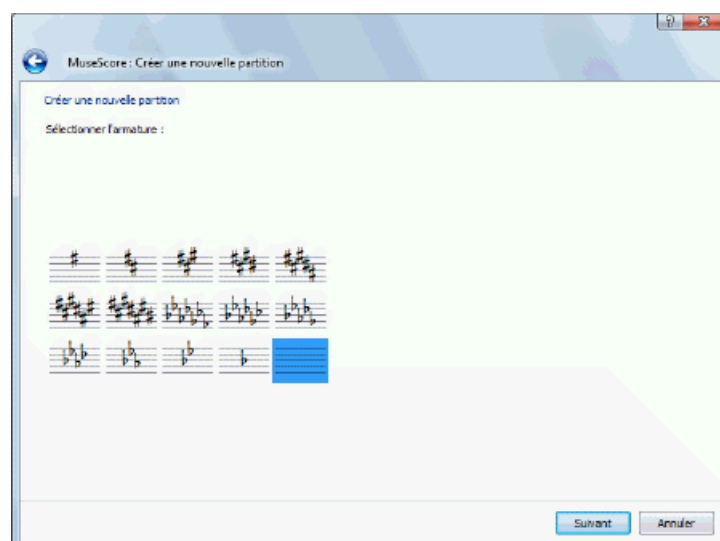 MuseScore : Créer une nouvelle partition
Créer une nouvelle partition
Sélectionner l'armature :
Suivant
Annuler